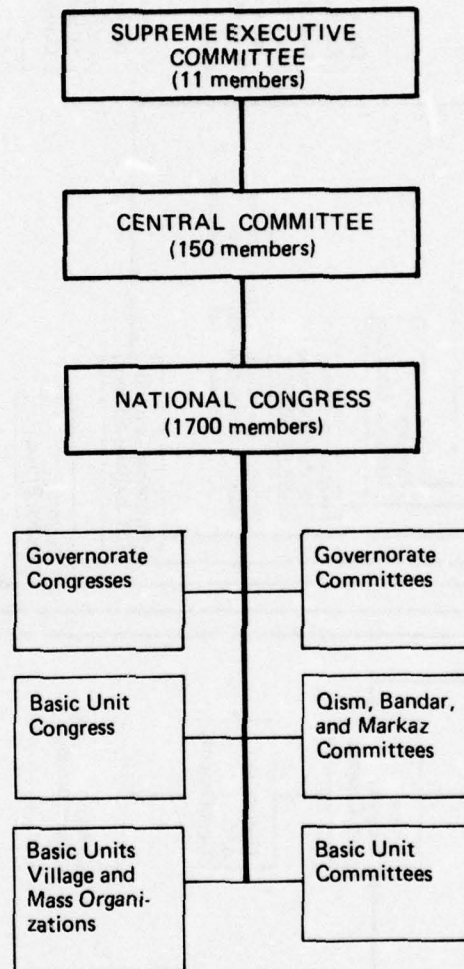 SUPREME EXECUTIVE
COMMITTEE
(11 members)
CENTRAL COMMITTEE
(150 members)
NATIONAL CONGRESS
(1700 members)
Governorate
Congresses
Governorate
Committees
Basic Unit
Congress
Qism, Bandar,
and Markaz
Committees
Basic Units
Village and
Mass Organi-
zations
Basic Unit
Committees